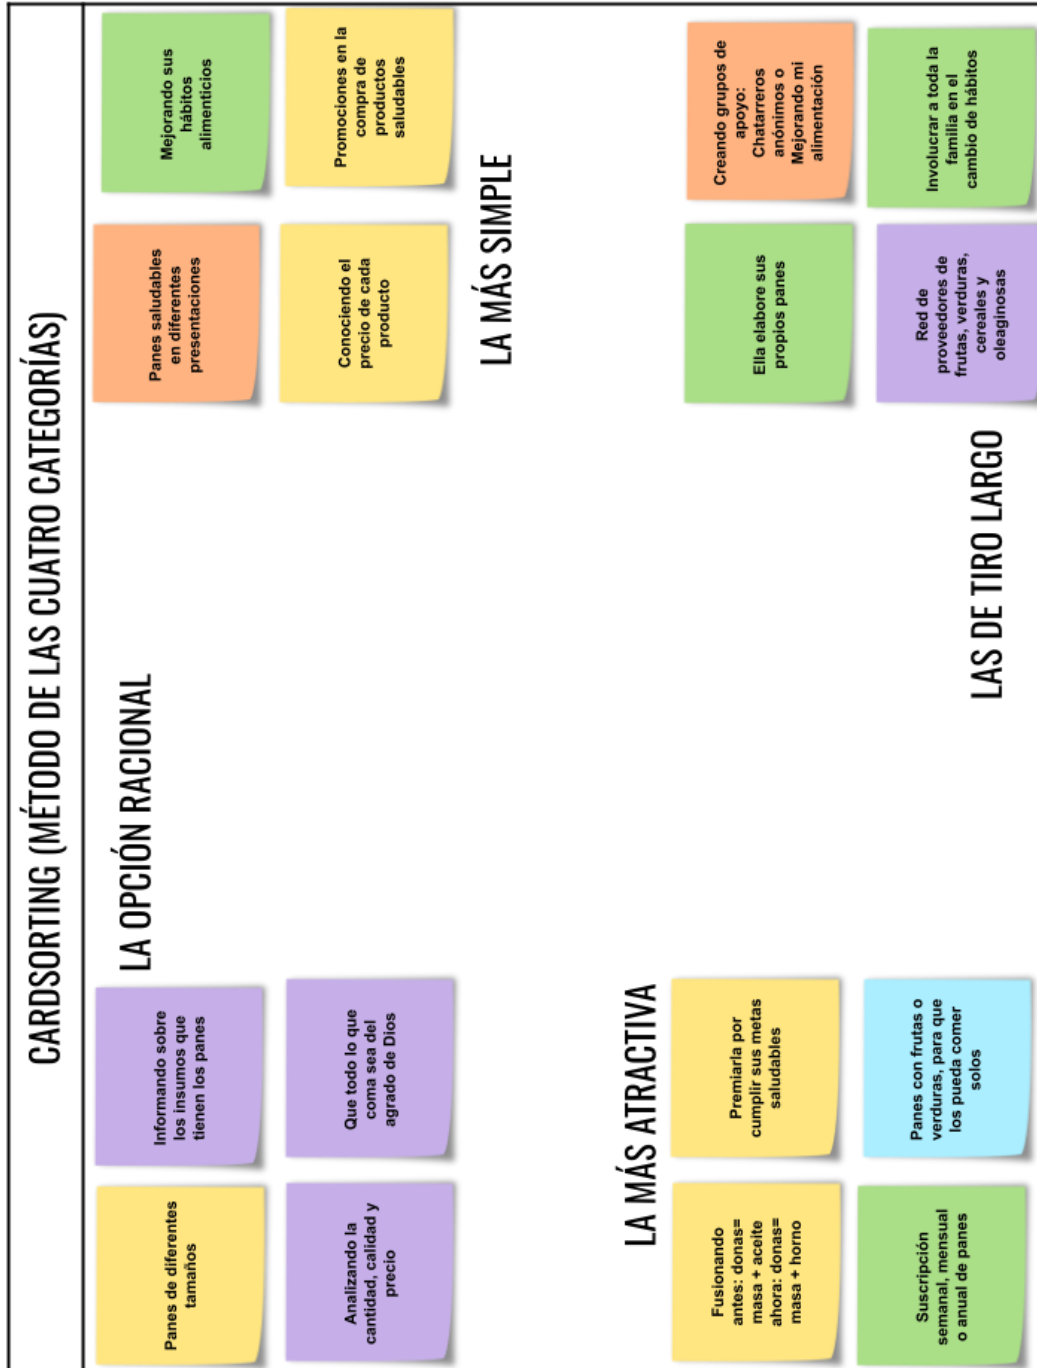 CARDSORTING (MÉTODO DE LAS CUATRO CATEGORÍAS)
LA OPCIÓN RACIONAL
Panes de diferentes
tamaños
Informando sobre
los insumos que
tienen los panes
Analizando la
cantidad, calidad y
precio
Que todo lo que
coma sea del
agrado de Dios
LA MÁS SIMPLE
Panes saludables
en diferentes
presentaciones
Mejorando sus
hábitos
alimenticios
Conociendo el
precio de cada
producto
Promociones en la
compra de
productos
saludables
LA MÁS ATRACTIVA
Fusionando
antes: donas=
masa + aceite
ahora: donas=
masa + horno
Premiarla por
cumplir sus metas
saludables
Suscripción
semanal, mensual
o anual de panes
Panes con frutas o
verduras, para que
los pueda comer
solos
LAS DE TIRO LARGO
Ella elabore sus
propios panes
Creando grupos de
apoyo:
Chatarreros
anónimos o
Mejorando mi
alimentación
Red de
proveedores de
frutas, verduras,
cereales y
oleaginosas
Involucrar a toda la
familia en el
cambio de hábitos